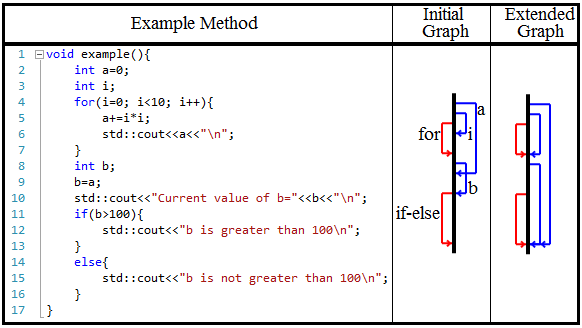 Example Method
Initial Graph
Extended Graph
1 void example(){
2 int a=0;
3 int i;
4 for(i=0; i<10; i++){
5 a+=i*i;
6 std::cout<<a<<"\n";
7 }
8 int b;
9 b=a;
10 std::cout<<"Current value of b="<<b<<"\n";
11 if(b>100){
12 std::cout<<"b is greater than 100\n";
13 }
14 else{
15 std::cout<<"b is not greater than 100\n";
16 }
17 }
a
for
i
b
if-else